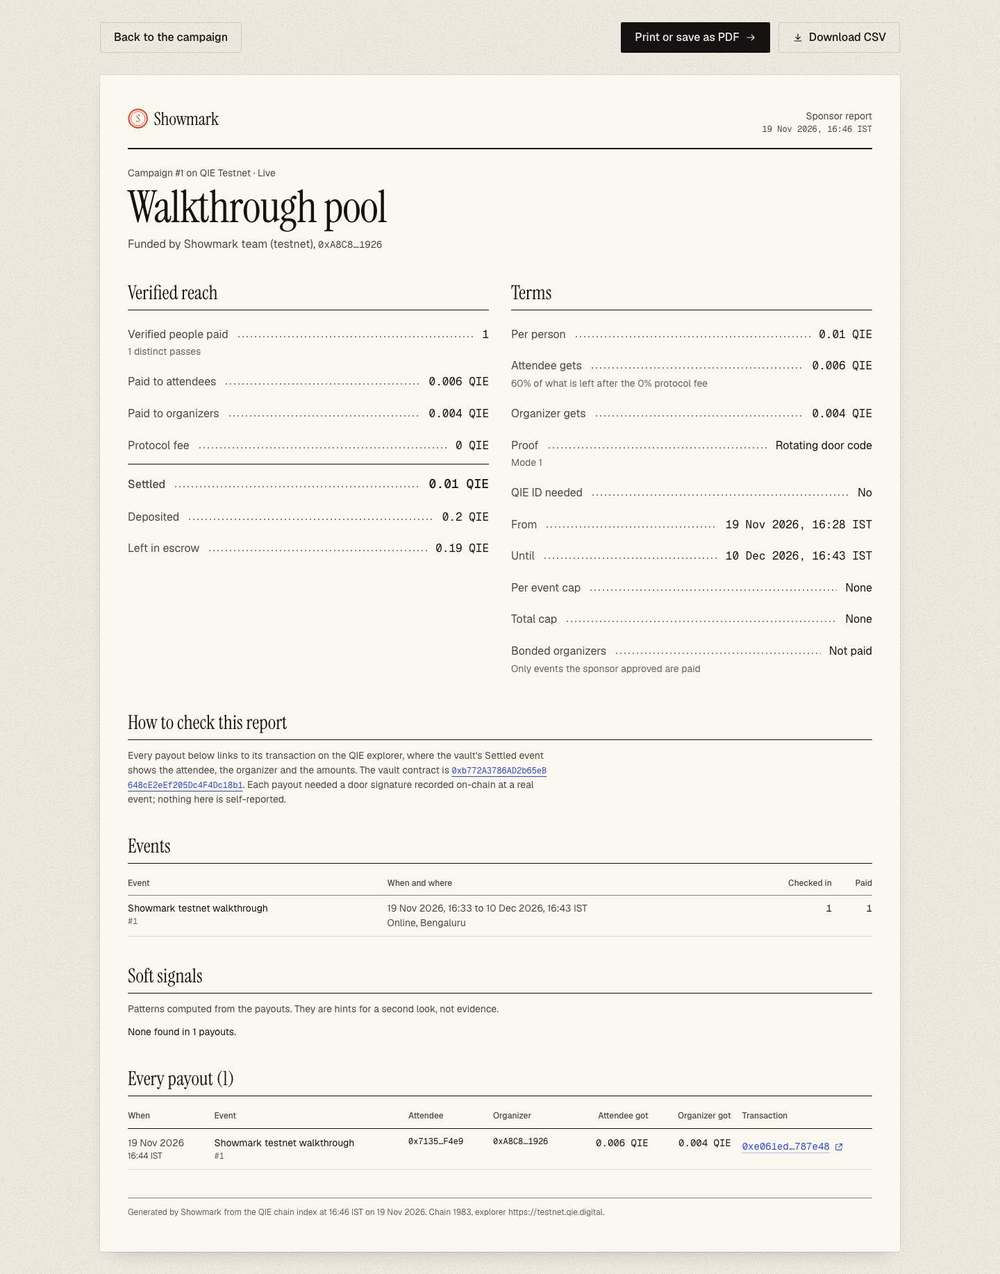 Back to the campaign
Print or save as PDF →
Download CSV
Showmark
Sponsor report
19 Nov 2026, 16:46 IST
Campaign #1 on QIE Testnet · Live
Walkthrough pool
Funded by Showmark team (testnet), 0xA8C8…1926
Verified reach
Verified people paid 1
1 distinct passes
Paid to attendees 0.006 QIE
Paid to organizers 0.004 QIE
Protocol fee 0 QIE
Settled 0.01 QIE
Deposited 0.2 QIE
Left in escrow 0.19 QIE
Terms
Per person 0.01 QIE
Attendee gets 0.006 QIE
60% of what is left after the 0% protocol fee
Organizer gets 0.004 QIE
Proof Rotating door code
Mode 1
QIE ID needed No
From 19 Nov 2026, 16:28 IST
Until 10 Dec 2026, 16:43 IST
Per event cap None
Total cap None
Bonded organizers Not paid
Only events the sponsor approved are paid
How to check this report
Every payout below links to its transaction on the QIE explorer, where the vault's Settled event
shows the attendee, the organizer and the amounts. The vault contract is 0xb772A3786AD2b65eB
648cE2eEf205Dc4F4Dc18b1. Each payout needed a door signature recorded on-chain at a real
event; nothing here is self-reported.
Events
Event When and where Checked in Paid
Showmark testnet walkthrough 19 Nov 2026, 16:33 to 10 Dec 2026, 16:43 IST 1 1
#1 Online, Bengaluru
Soft signals
Patterns computed from the payouts. They are hints for a second look, not evidence.
None found in 1 payouts.
Every payout (1)
When Event Attendee Organizer Attendee got Organizer got Transaction
19 Nov 2026 Showmark testnet walkthrough 0x7135…F4e9 0xA8C8…1926 0.006 QIE 0.004 QIE 0xe061ed…787e48
16:44 IST #1
Generated by Showmark from the QIE chain index at 16:46 IST on 19 Nov 2026. Chain 1983, explorer https://testnet.qie.digital.